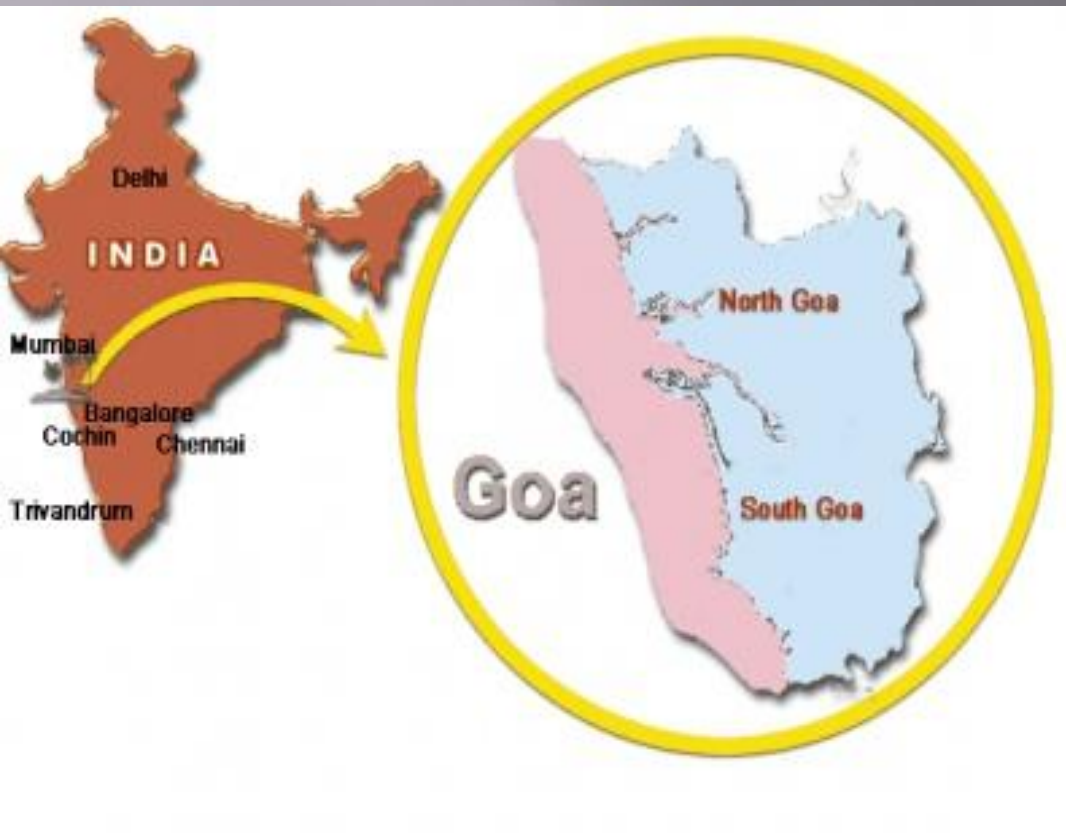 Delhi
INDIA
Mumbai
Bangalore
Cochin
Chennai
Trivandrum
Goa
North Goa
South Goa